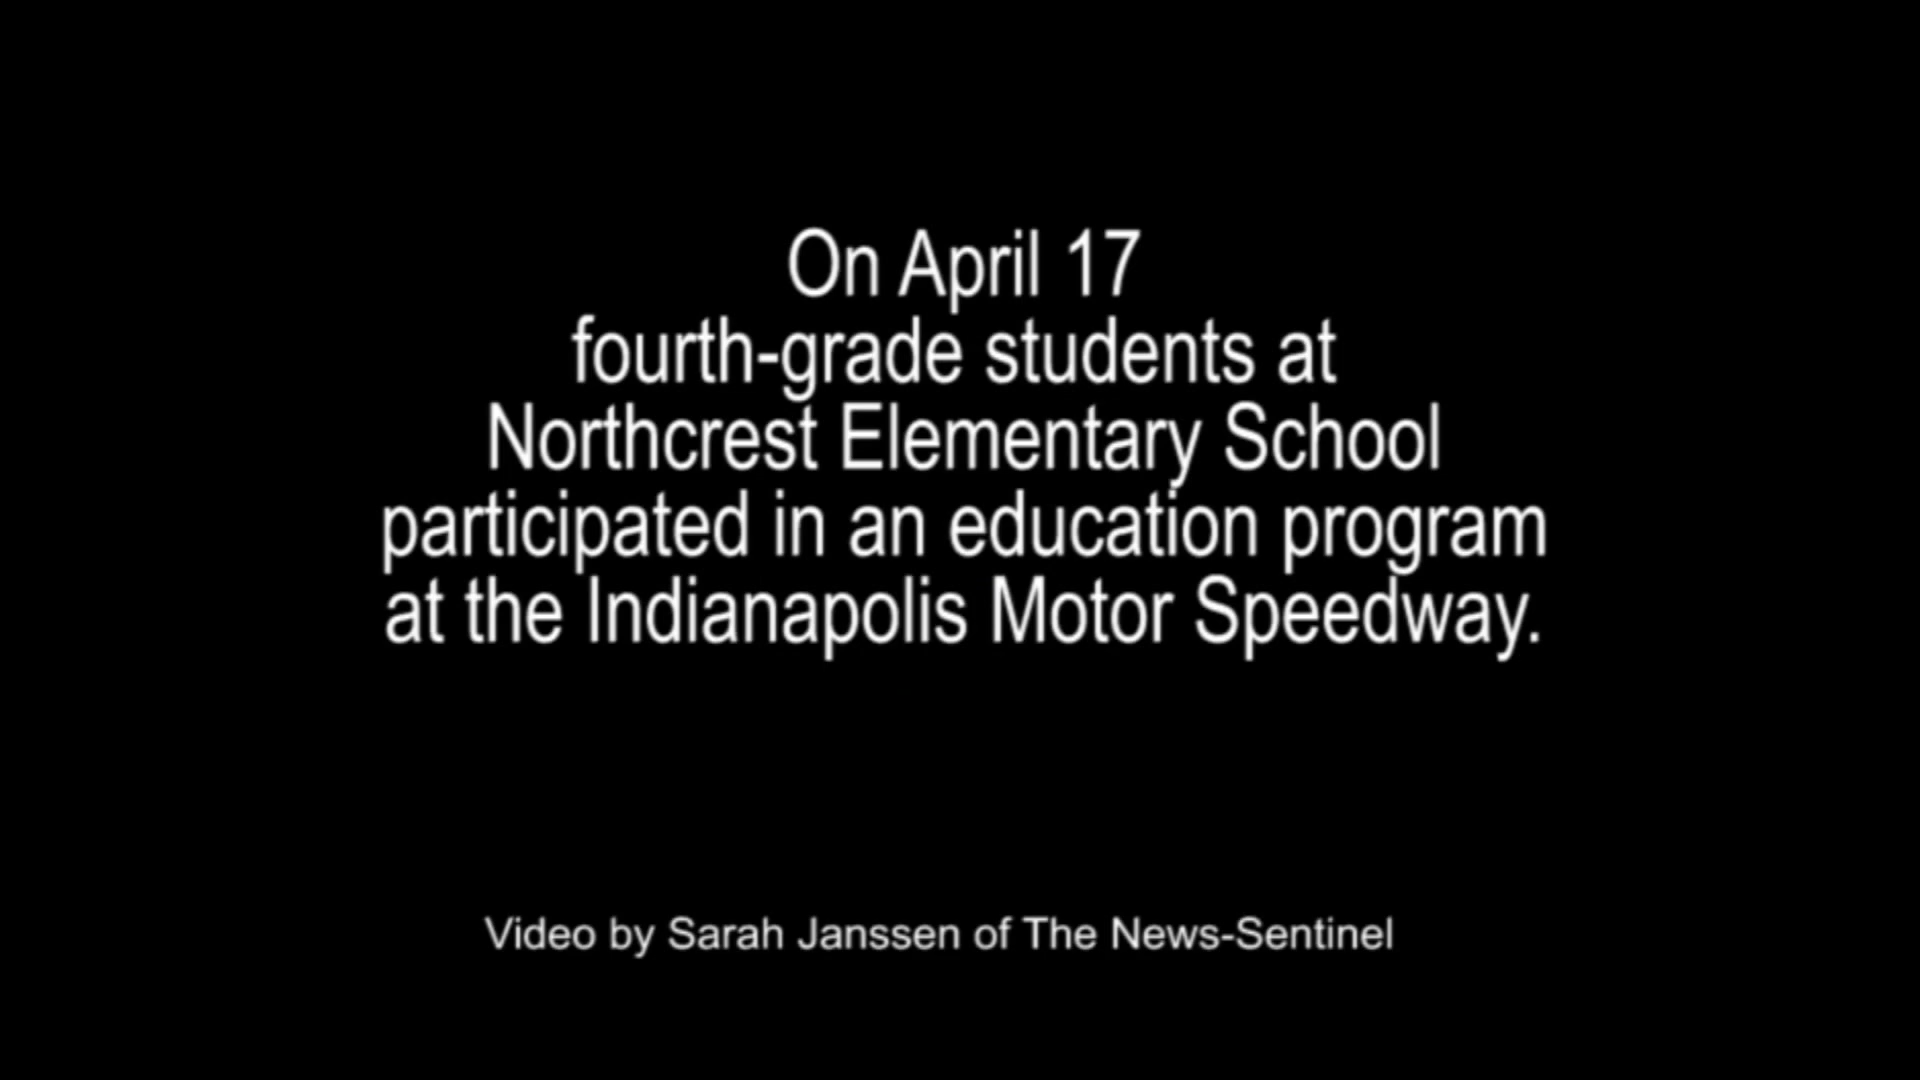 On April 17
fourth-grade students at
Northcrest Elementary School
participated in an education program
at the Indianapolis Motor Speedway.
Video by Sarah Janssen of The News-Sentinel